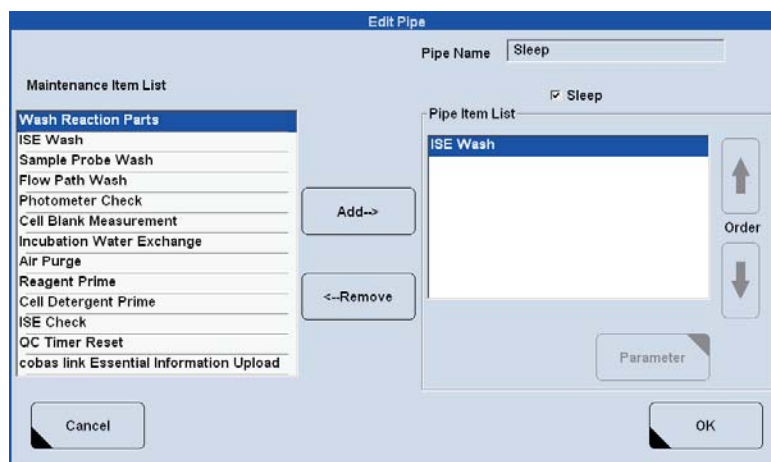 Edit Pipe
Pipe Name Sleep
Maintenance Item List
Sleep
Pipe Item List
Wash Reaction Parts
ISE Wash
Sample Probe Wash
Flow Path Wash
Photometer Check
Cell Blank Measurement
Incubation Water Exchange
Air Purge
Reagent Prime
Cell Detergent Prime
ISE Check
QC Timer Reset
cobas link Essential Information Upload
Add-->
<--Remove
ISE Wash
Order
Parameter
Cancel
OK